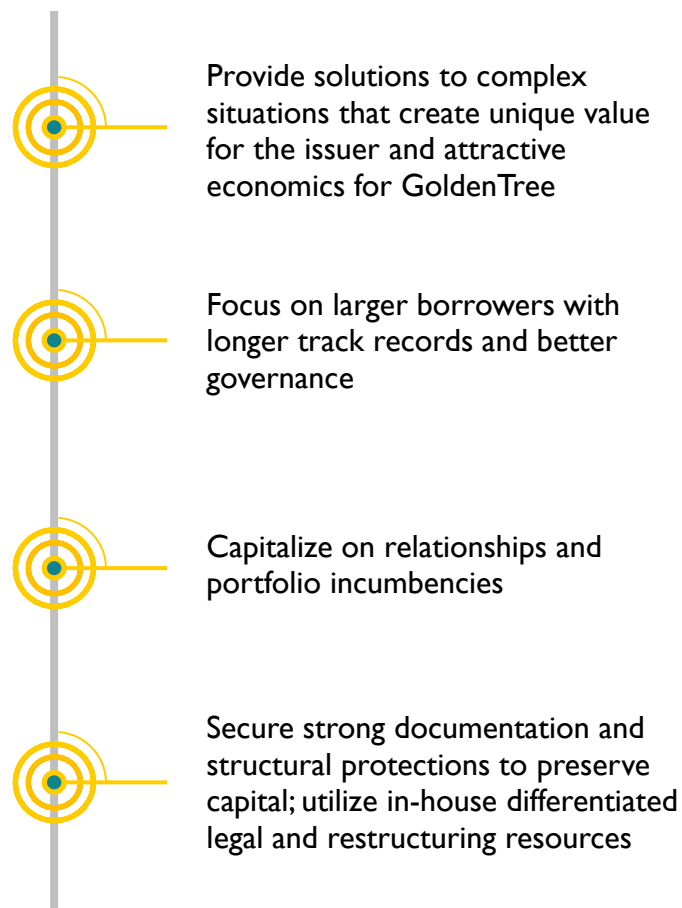 Provide solutions to complex
situations that create unique value
for the issuer and attractive
economics for GoldenTree
Focus on larger borrowers with
longer track records and better
governance
Capitalize on relationships and
portfolio incumbencies
Secure strong documentation and
structural protections to preserve
capital; utilize in-house differentiated
legal and restructuring resources